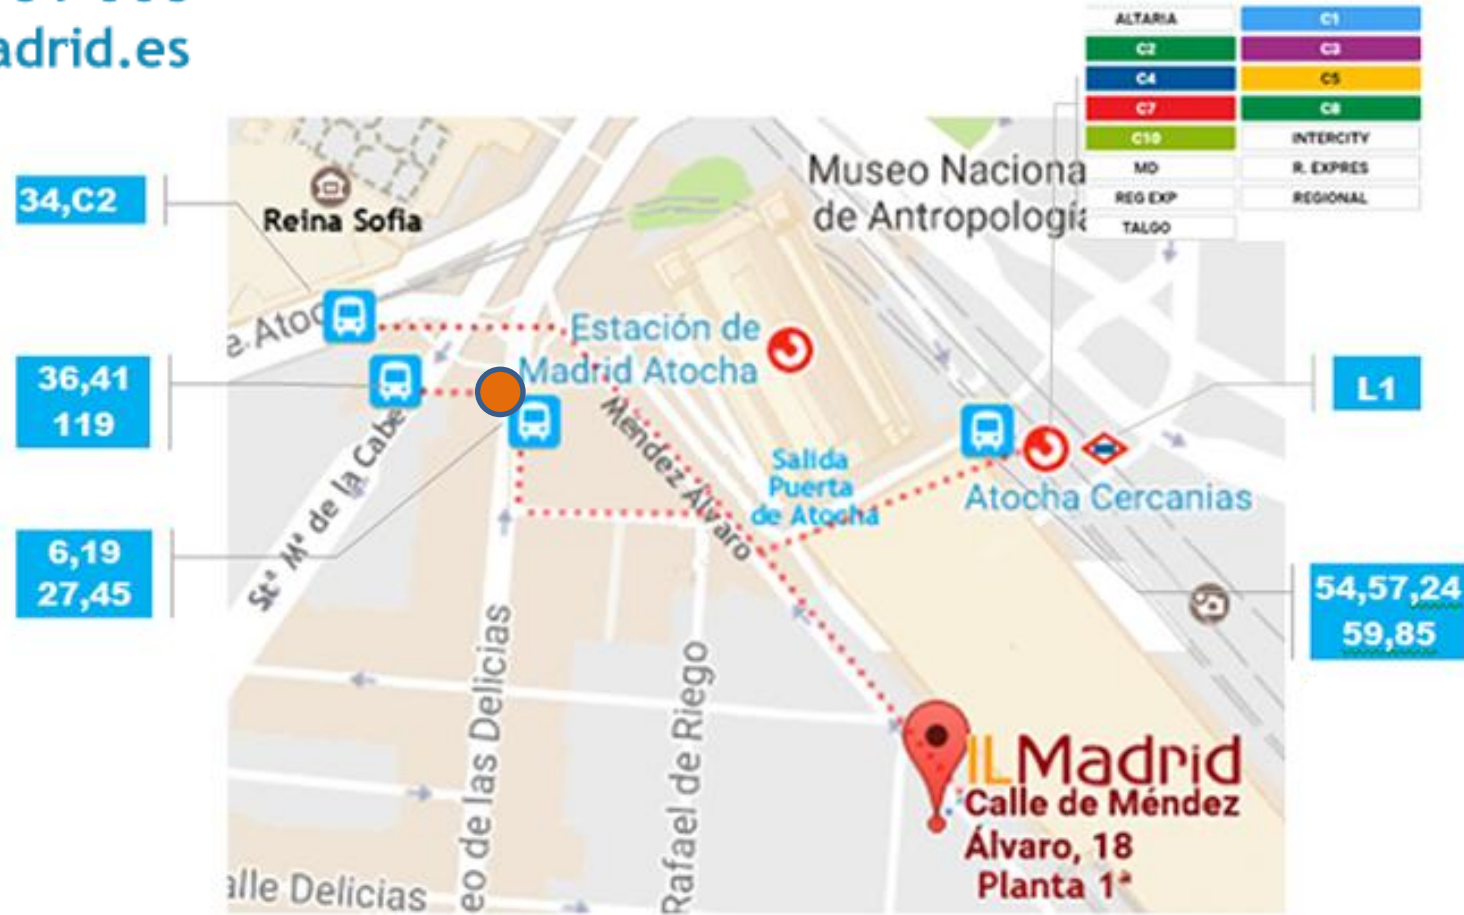 adrid.es
ALTARIA
C1
C2
C3
C4
C5
C7
C8
C10
INTERCITY
MD
R. EXPRES
REG EXP
REGIONAL
TALGO
34,C2
Reina Sofia
Museo Naciona
de Antropología
e Atoc
Estación de
Madrid Atocha
36,41
119
L1
Méndez Álvaro
Salida
Puerta
de Atocha
Atocha Cercanias
Stª Mª de la Cabe
6,19
27,45
54,57,24
59,85
eo de las Delicias
Rafael de Riego
ILMadrid
Calle de Méndez
Álvaro, 18
Planta 1ª
alle Delicias